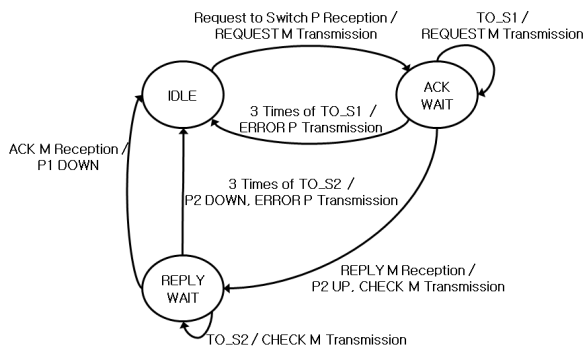 Request to Switch P Reception /
REQUEST M Transmission
TO_S1 /
REQUEST M Transmission
IDLE
ACK
WAIT
3 Times of TO_S1 /
ERROR P Transmission
ACK M Reception /
P1 DOWN
3 Times of TO_S2 /
P2 DOWN, ERROR P Transmission
REPLY M Reception /
P2 UP, CHECK M Transmission
REPLY
WAIT
TO_S2 / CHECK M Transmission